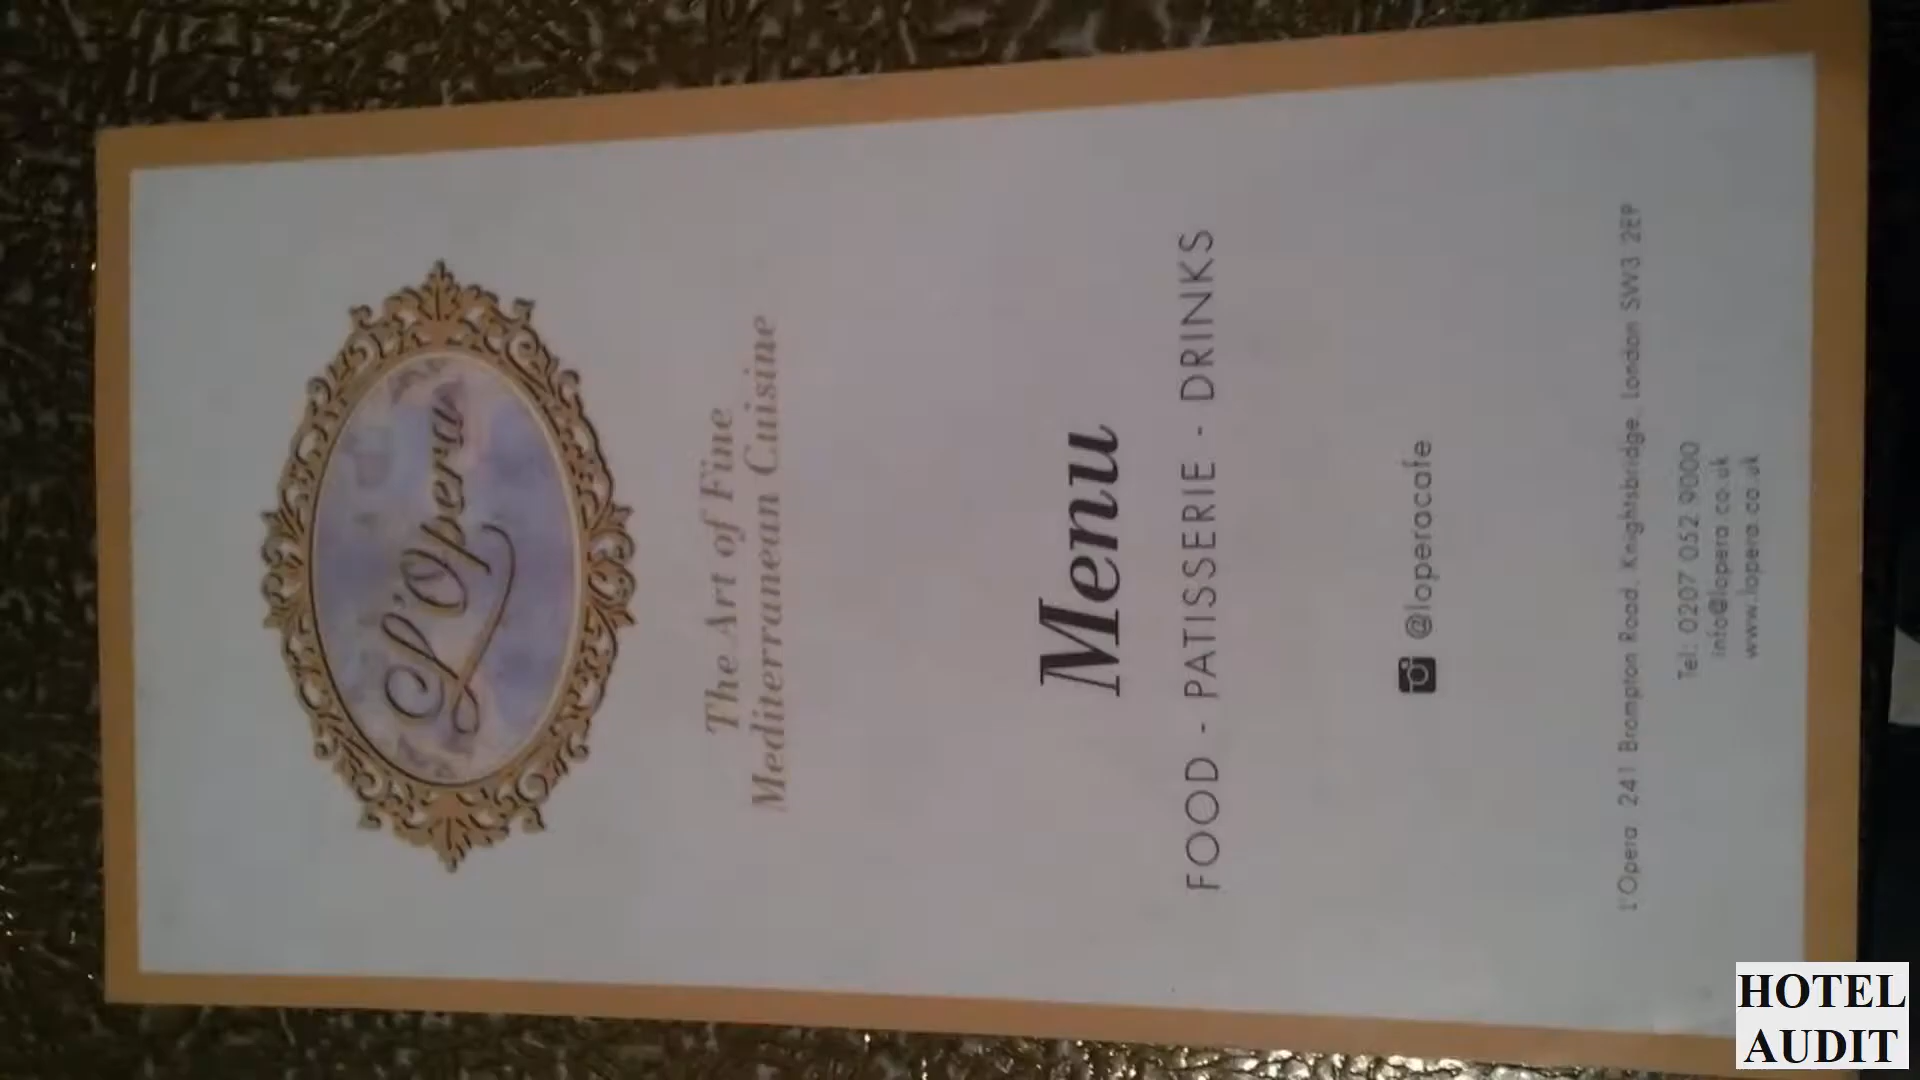 L'Opera
The Art of Fine
Mediterranean Cuisine
Menu
FOOD - PATISSERIE - DRINKS
@loperacafe
L'Opera 241 Brompton Road, Knightsbridge, London SW3 2EP
Tel: 0207 052 9000
info@lopera.co.uk
www.lopera.co.uk
HOTEL
AUDIT